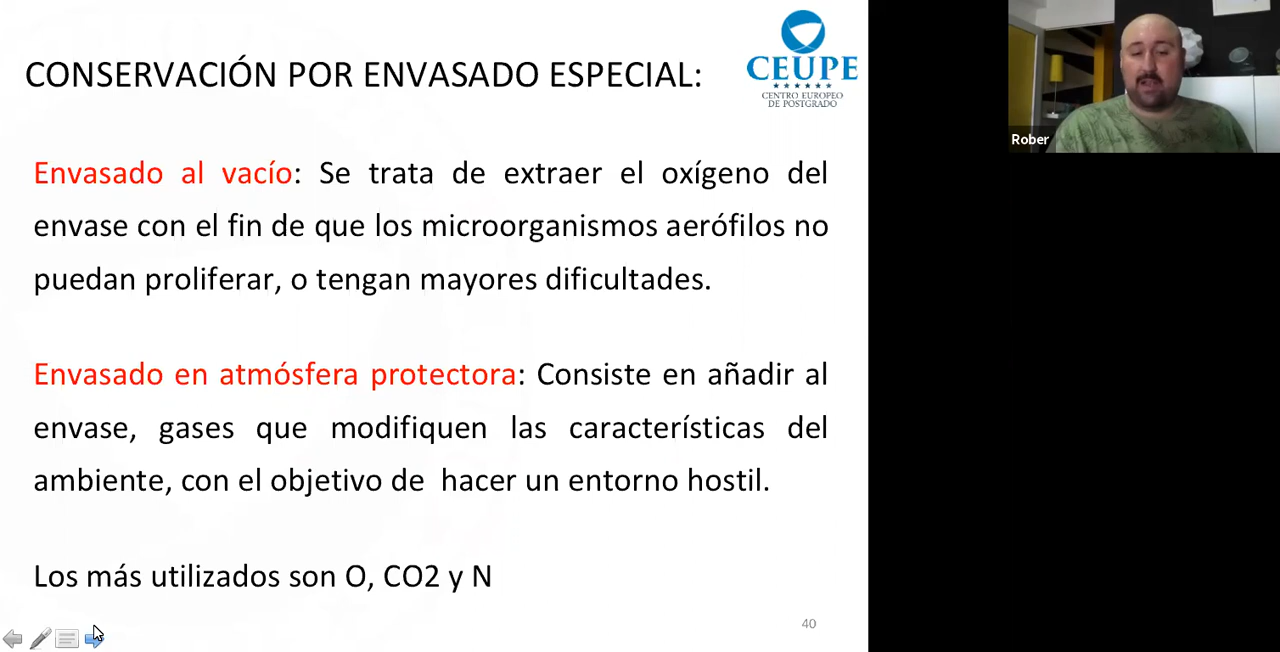 CONSERVACIÓN POR ENVASADO ESPECIAL:
CEUPE
CENTRO EUROPEO
DE POSTGRADO
Envasado al vacío: Se trata de extraer el oxígeno del
envase con el fin de que los microorganismos aerófilos no
puedan proliferar, o tengan mayores dificultades.
Envasado en atmósfera protectora: Consiste en añadir al
envase, gases que modifiquen las características del
ambiente, con el objetivo de  hacer un entorno hostil.
Los más utilizados son O, CO2 y N
40
Rober